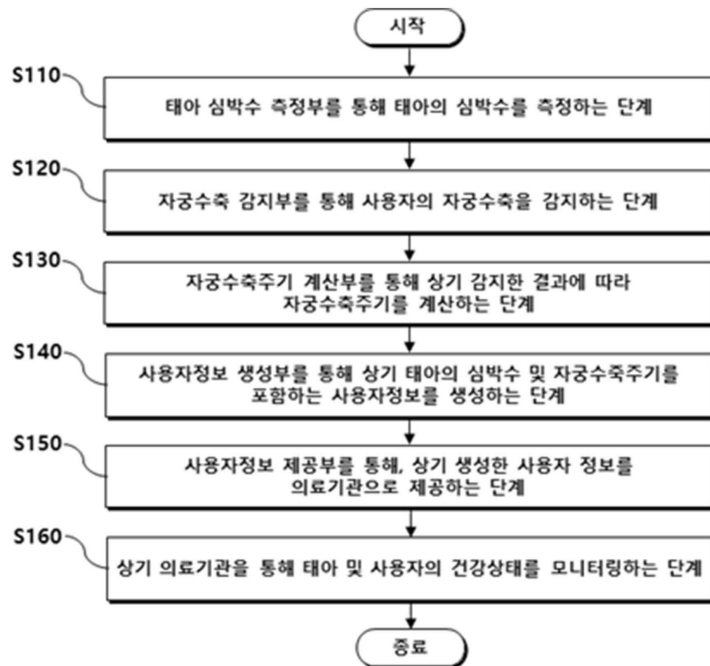 시작
S110
태아 심박수 측정부를 통해 태아의 심박수를 측정하는 단계
S120
자궁수축 감지부를 통해 사용자의 자궁수축을 감지하는 단계
S130
자궁수축주기 계산부를 통해 상기 감지한 결과에 따라
자궁수축주기를 계산하는 단계
S140
사용자정보 생성부를 통해 상기 태아의 심박수 및 자궁수죽주기를
포함하는 사용자정보를 생성하는 단계
S150
사용자정보 제공부를 통해, 상기 생성한 사용자 정보를
의료기관으로 제공하는 단계
S160
상기 의료기관을 통해 태아 및 사용자의 건강상태를 모니터링하는 단계
종료